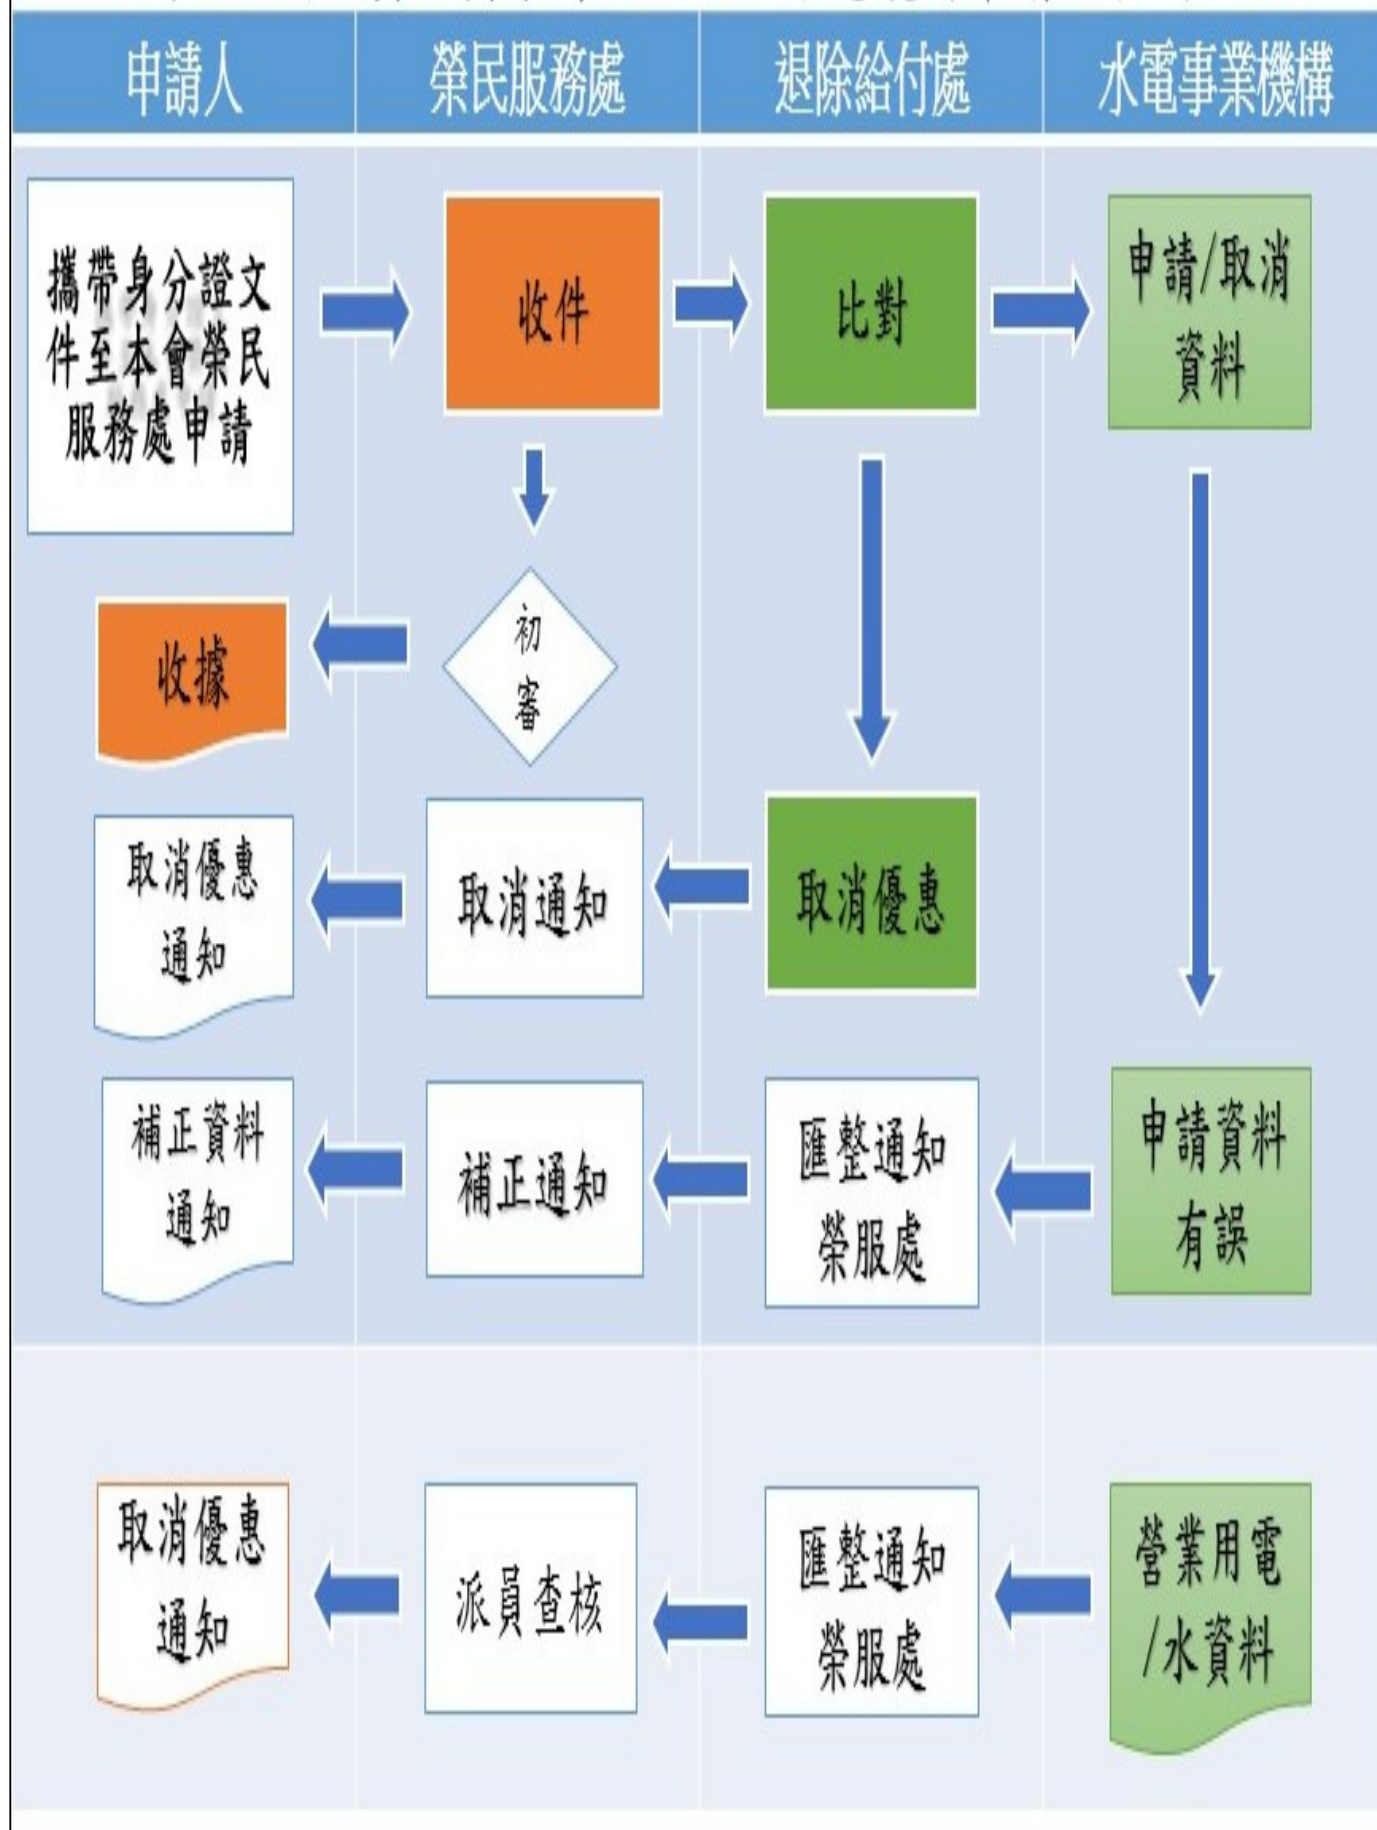 申請人
榮民服務處
退除給付處
水電事業機構
攜帶身分證文
件至本會榮民
服務處申請
收件
比對
申請/取消
資料
收據
初
審
取消優惠
通知
取消通知
取消優惠
補正資料
通知
補正通知
匯整通知
榮服處
申請資料
有誤
取消優惠
通知
派員查核
匯整通知
榮服處
營業用電
/水資料